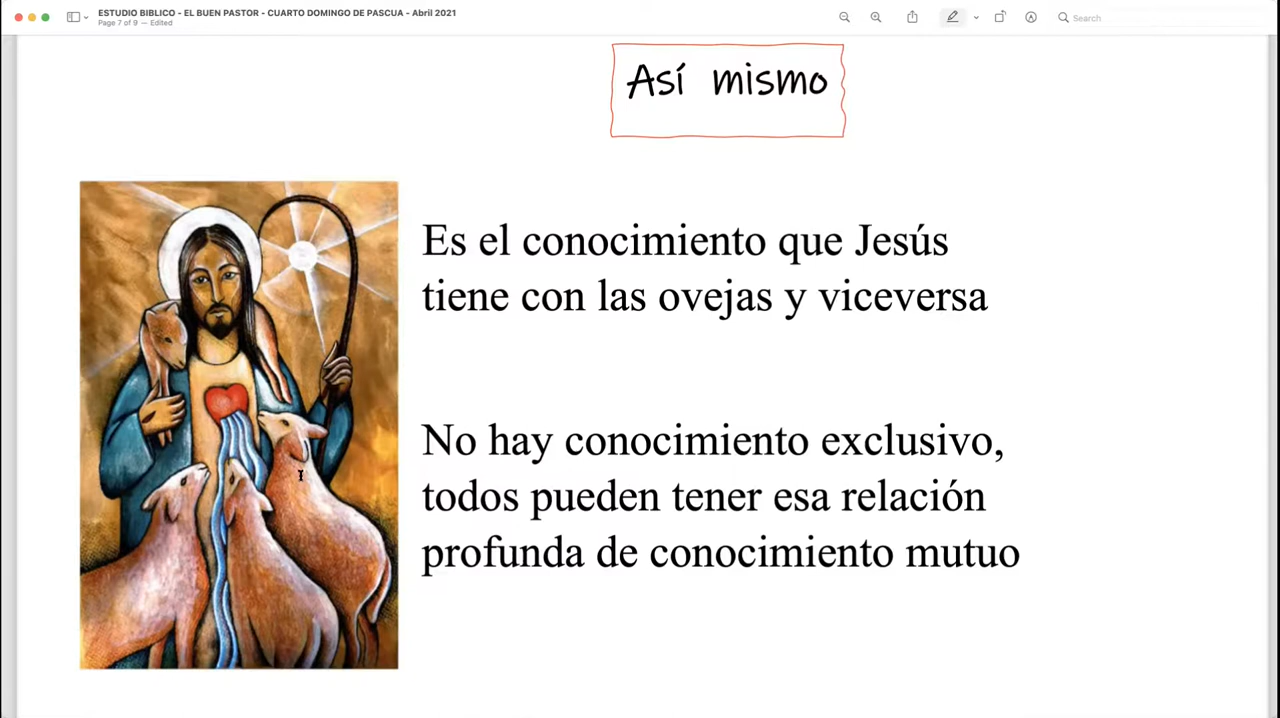 ESTUDIO BIBLICO - EL BUEN PASTOR - CUARTO DOMINGO DE PASCUA - Abril 2021
Page 7 of 9 — Edited
Search
Así mismo
Es el conocimiento que Jesús
tiene con las ovejas y viceversa
No hay conocimiento exclusivo,
todos pueden tener esa relación
profunda de conocimiento mutuo